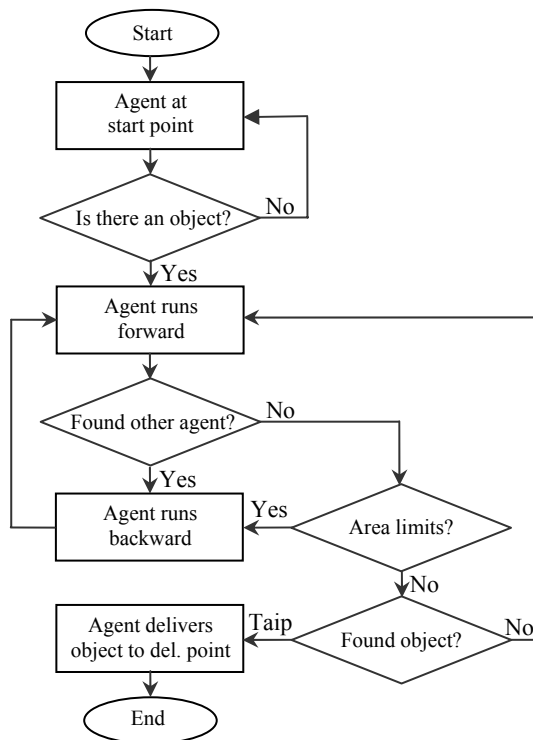 Start
Agent at
start point
Is there an object?
No
Yes
Agent runs
forward
Found other agent?
No
Yes
Agent runs
backward
Yes
Area limits?
No
Agent delivers
object to del. point
Taip
Found object?
No
End